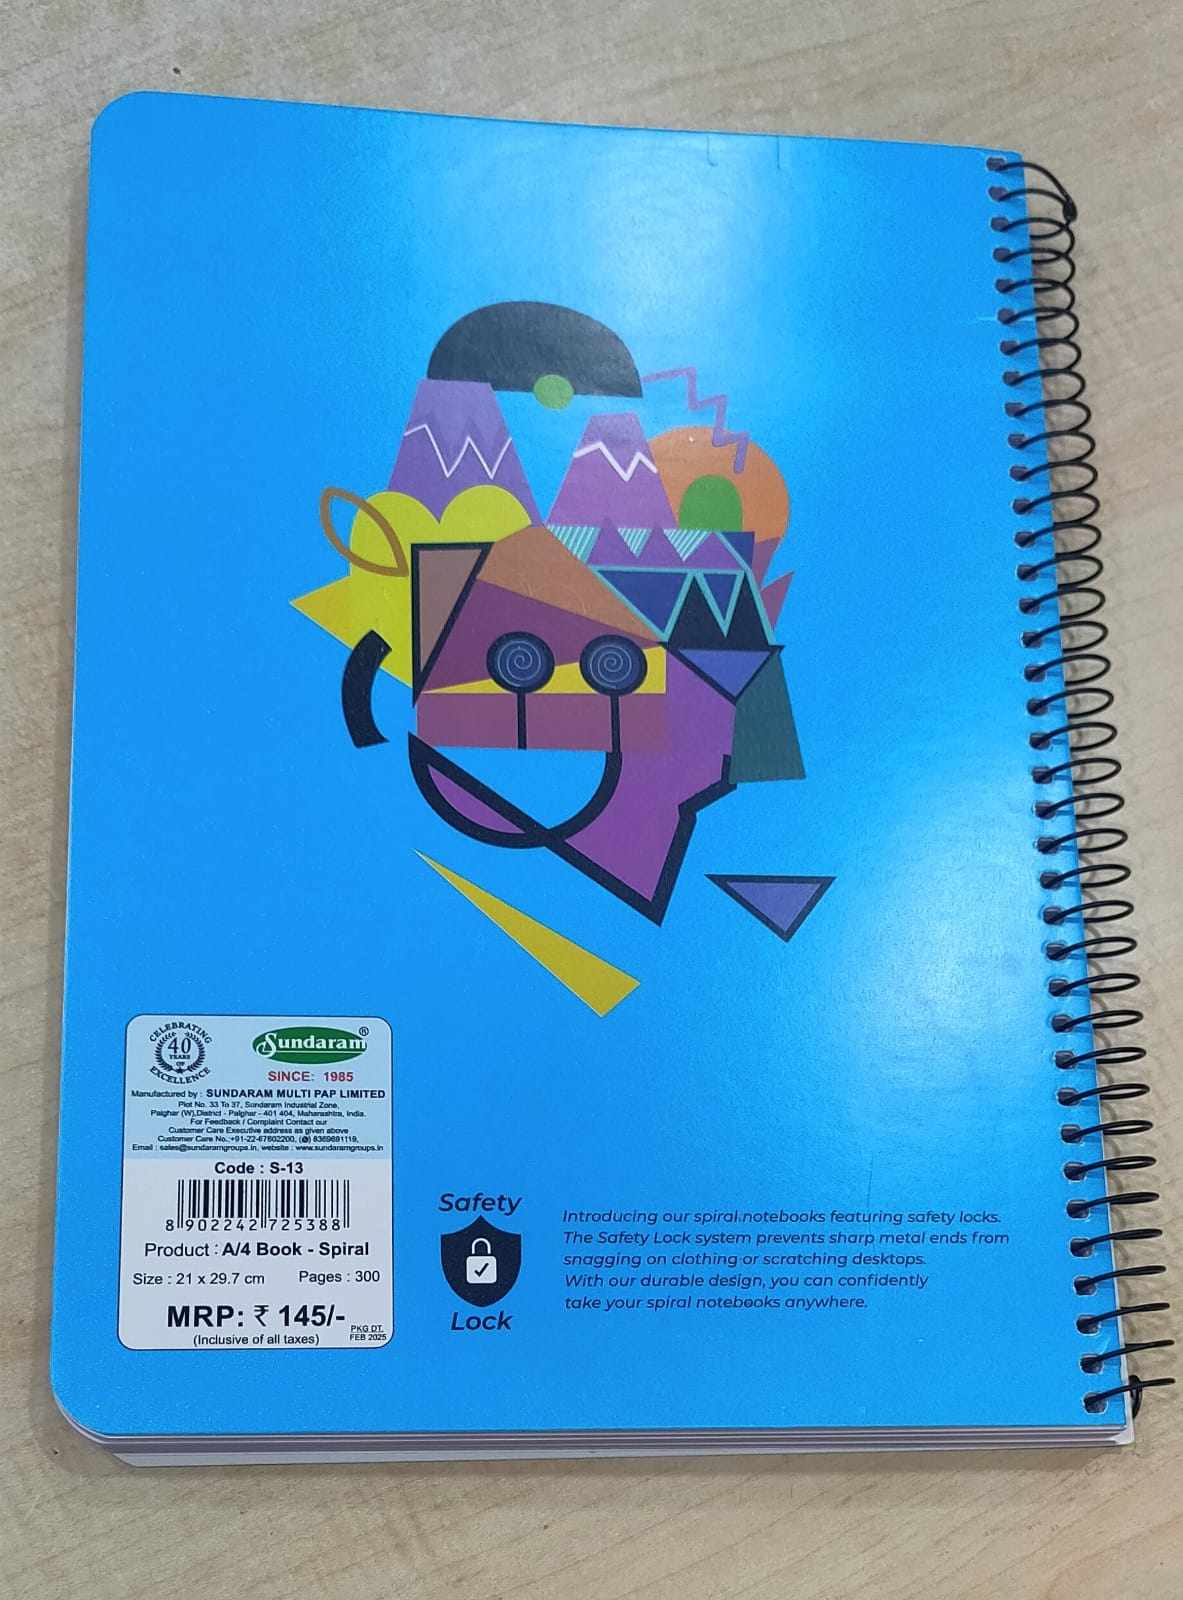 CELEBRATING
40
YEARS
OF
EXCELLENCE
Sundaram®
SINCE: 1985
Manufactured by : SUNDARAM MULTI PAP LIMITED
Plot No. 33 To 37, Sundaram Industrial Zone,
Palghar (W),District - Palghar - 401 404, Maharashtra, India.
For Feedback / Complaint Contact our
Customer Care Executive address as given above
Customer Care No.:+91-22-67602200, 8369691119,
Email : sales@sundaramgroups.in, website : www.sundaramgroups.in
Code : S-13
8 902242 725388
Product : A/4 Book - Spiral
Size : 21 x 29.7 cm Pages : 300
MRP: ₹ 145/-
(Inclusive of all taxes)
PKG DT.
FEB 2025
Safety
Lock
Introducing our spiral notebooks featuring safety locks.
The Safety Lock system prevents sharp metal ends from
snagging on clothing or scratching desktops.
With our durable design, you can confidently
take your spiral notebooks anywhere.